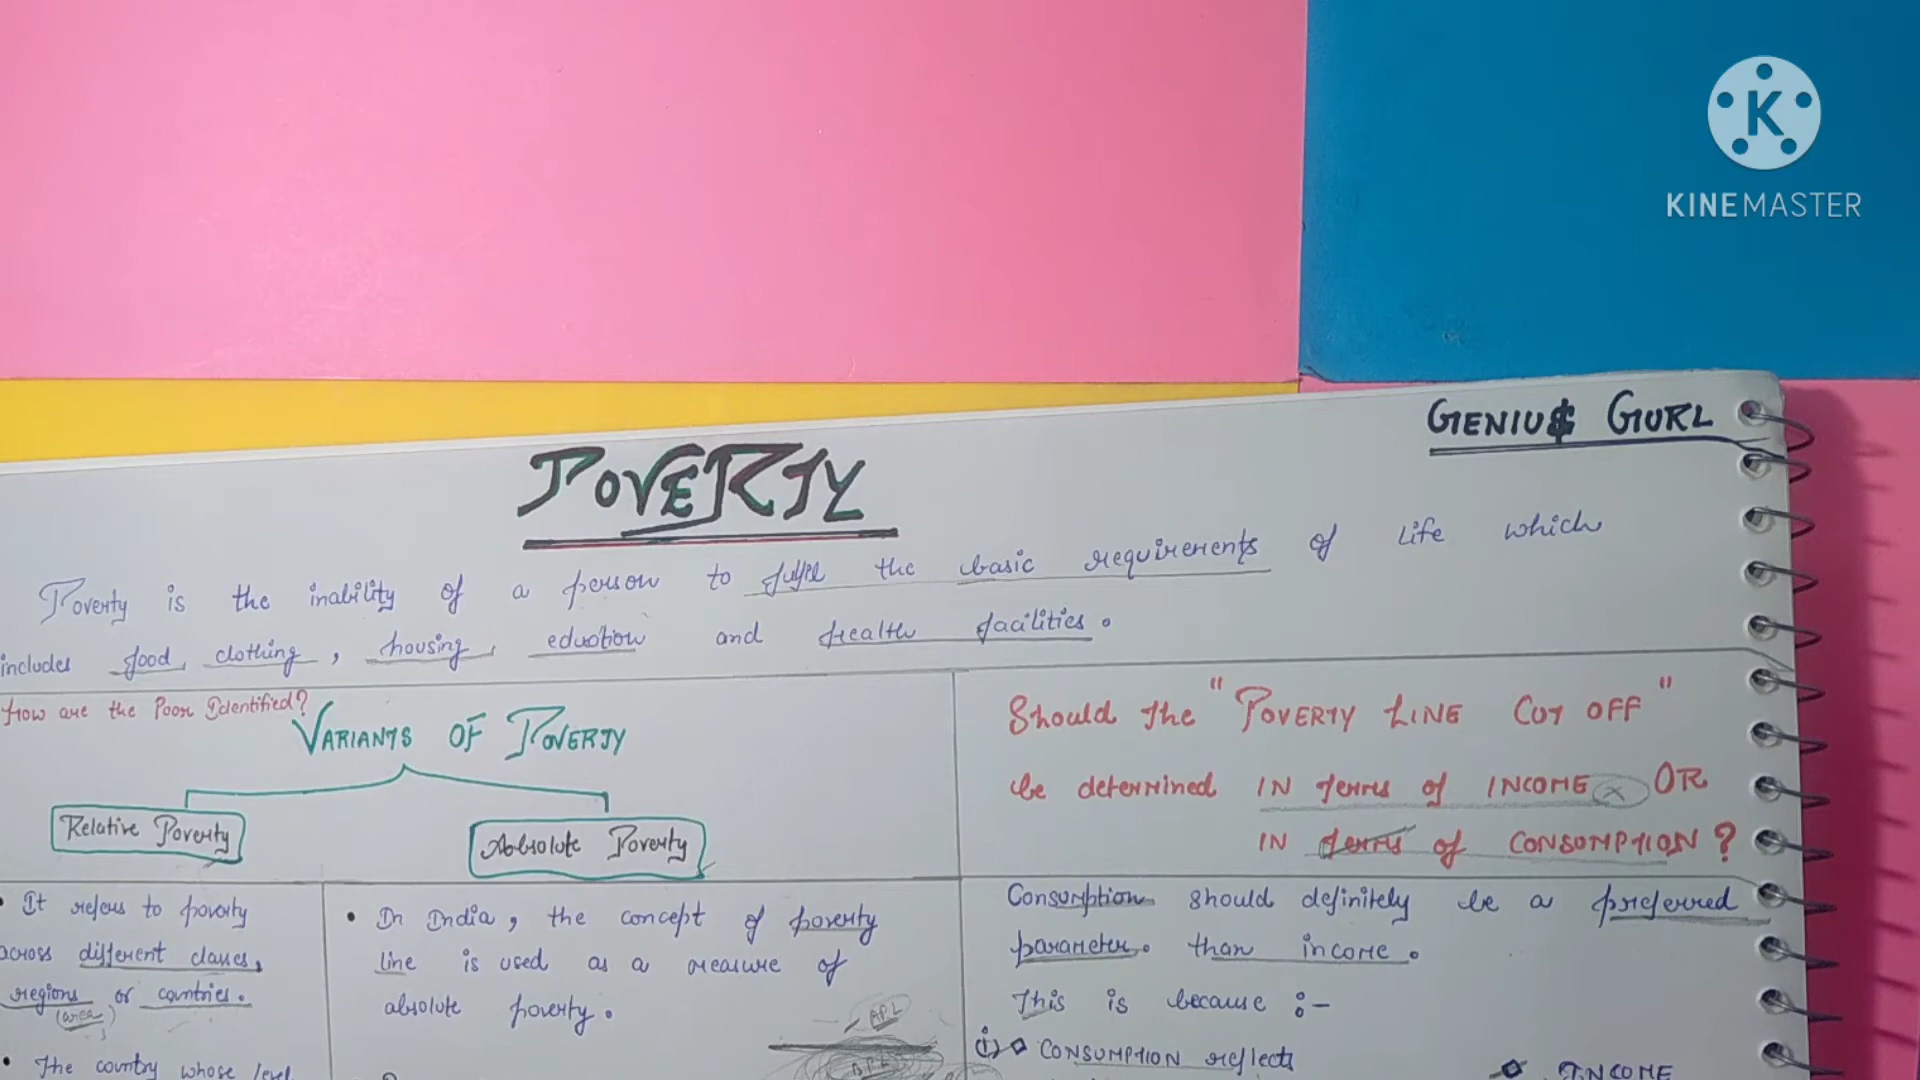 KINEMASTER
GENIU$ GURL
POVERTY
Poverty is the inability of a person to fulfil the basic requirements of life which
includes food, clothing, housing, eduction and health facilities.
How are the Poor Identified?
VARIANTS OF POVERTY
Relative Poverty
Absolute Poverty
• It refers to poverty
across different classes,
regions or countries.
(area)
• The country whose level
• In India, the concept of poverty
line is used as a measure of
absolute poverty.
APL
BPL
Should the "POVERTY LINE CUT OFF"
be determined IN terms of INCOME × OR
IN terms of CONSUMPTION?
Consumption should definitely be a preferred
parameter. than income.
This is because :-
i) CONSUMPTION reflects
INCOME